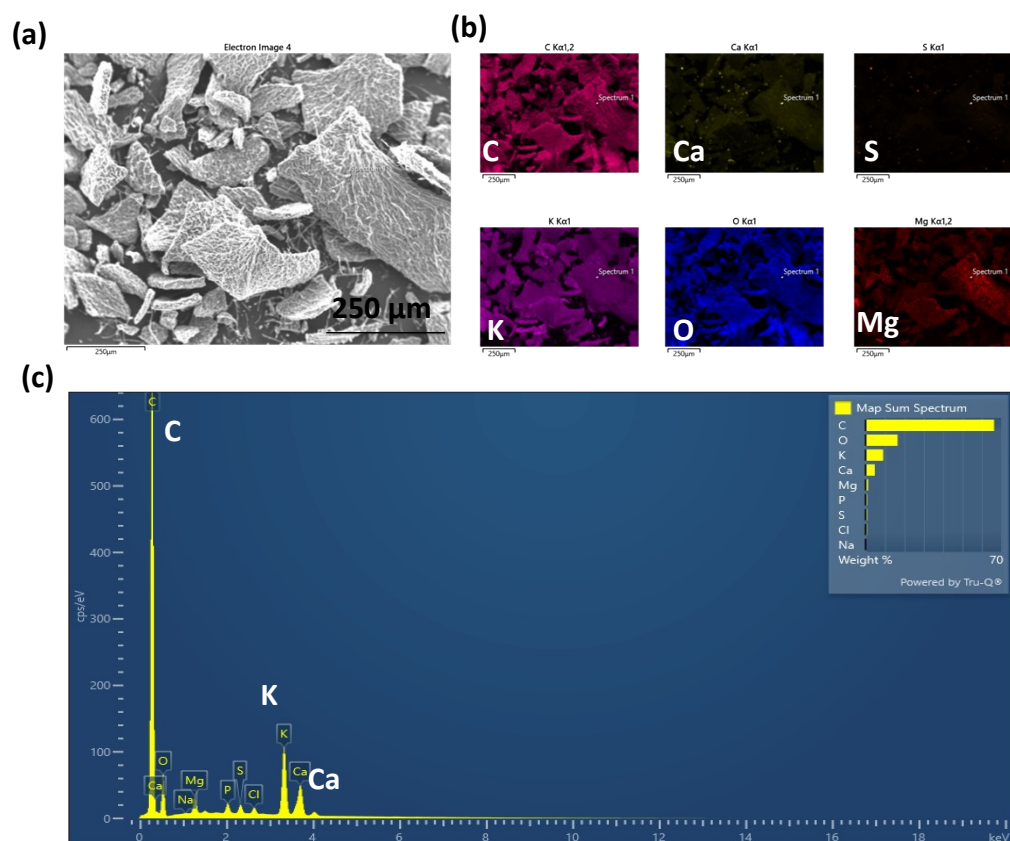 (a)
Electron Image 4
Spectrum 1
250 μm
250μm
(b)
C Kα1,2
Ca Kα1
S Kα1
Spectrum 1
Spectrum 1
Spectrum 1
C
Ca
S
250μm
250μm
250μm
K Kα1
O Kα1
Mg Kα1,2
Spectrum 1
Spectrum 1
Spectrum 1
K
O
Mg
250μm
250μm
250μm
(c)
600
500
400
300
200
100
0
cps/eV
C
C
K
K
Ca
Ca
O
Ca
Na
Mg
P
S
Cl
0
2
4
6
8
10
12
14
16
18
keV
Map Sum Spectrum
C
O
K
Ca
Mg
P
S
Cl
Na
Weight % 70
Powered by Tru-Q®